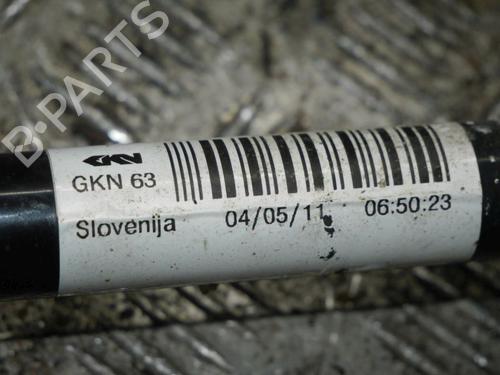 B-PARTS
GKN
GKN 63
Slovenija 04/05/11 06:50:23